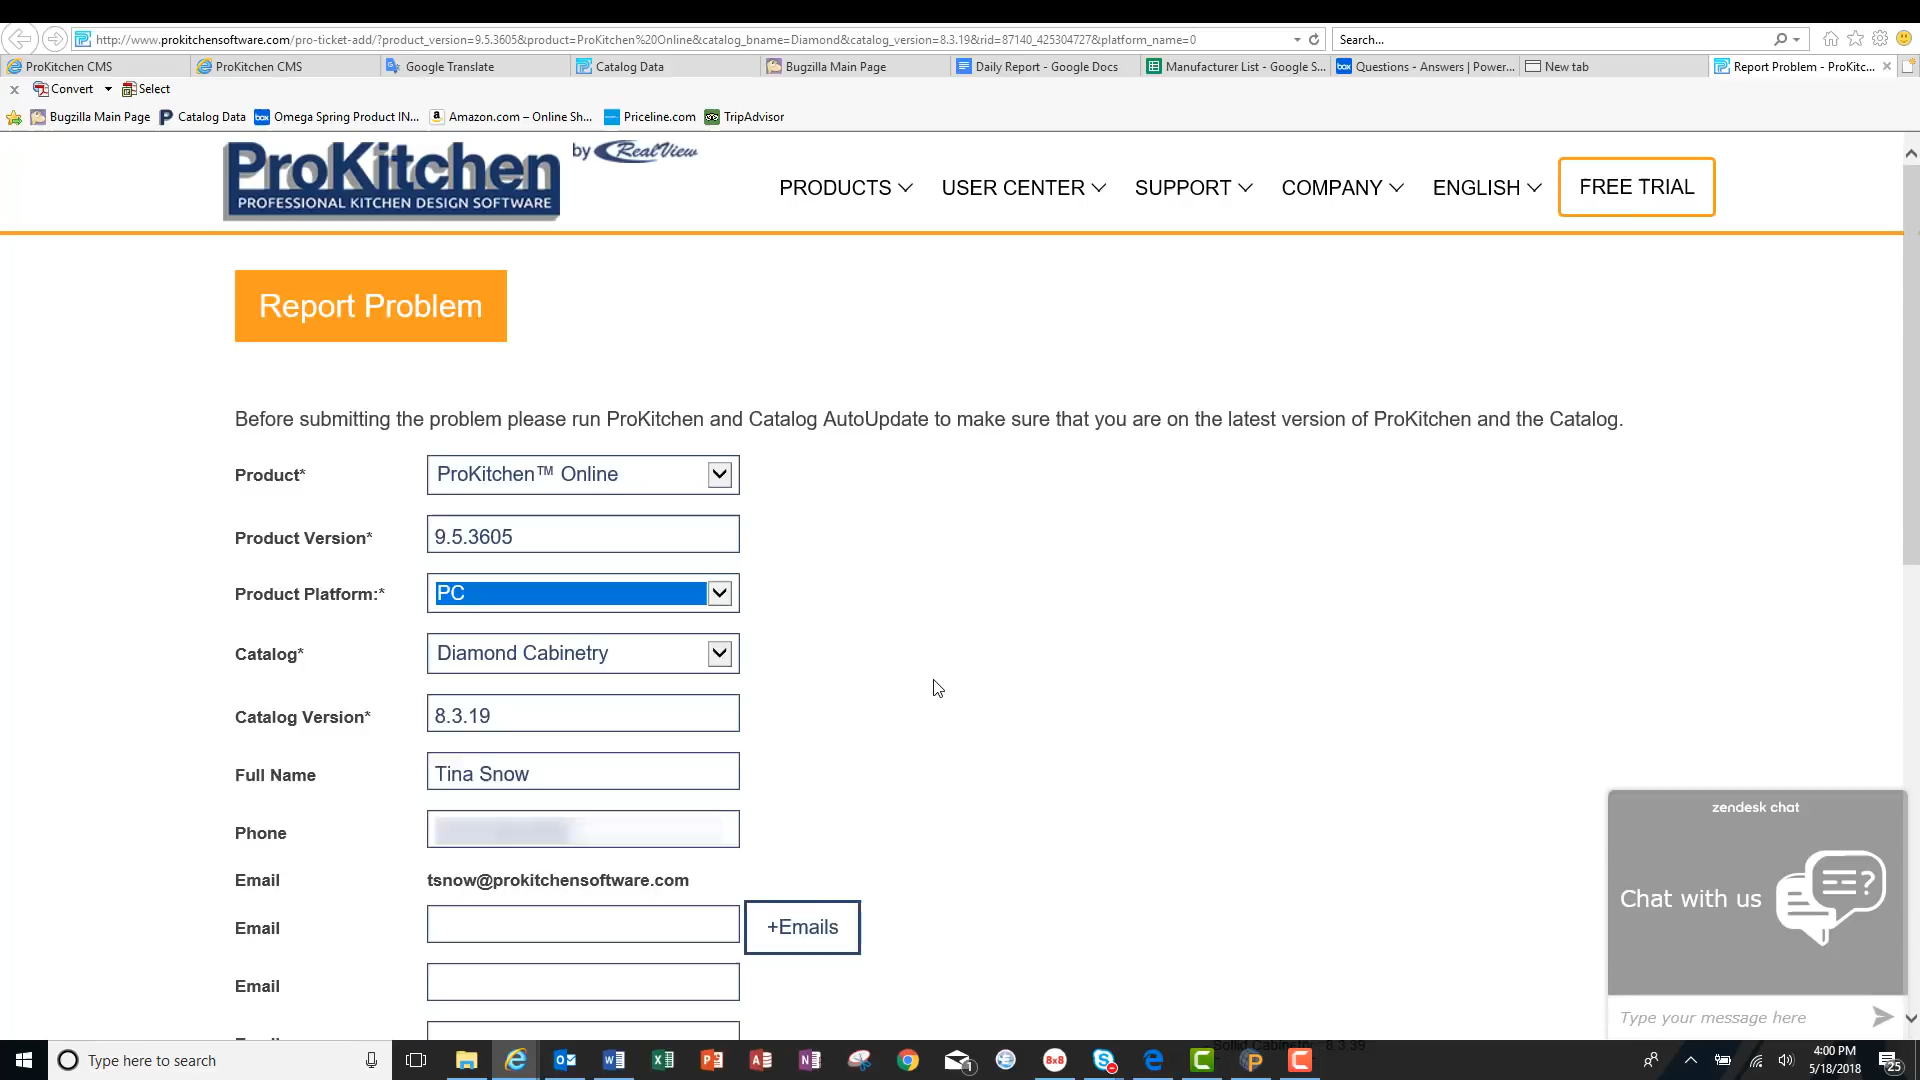 http://www.prokitchensoftware.com/pro-ticket-add/?product_version=9.5.3605&product=ProKitchen%20Online&catalog_bname=Diamond&catalog_version=8.3.19&rid=87140_425304727&platform_name=0
Search...
ProKitchen CMS
ProKitchen CMS
Google Translate
Catalog Data
Bugzilla Main Page
Daily Report - Google Docs
Manufacturer List - Google S...
Questions - Answers | Power...
New tab
Report Problem - ProKitc...
Convert
Select
Bugzilla Main Page
Catalog Data
Omega Spring Product IN...
Amazon.com – Online Sh...
Priceline.com
TripAdvisor
ProKitchen by RealView
PROFESSIONAL KITCHEN DESIGN SOFTWARE
PRODUCTS
USER CENTER
SUPPORT
COMPANY
ENGLISH
FREE TRIAL
Report Problem
Before submitting the problem please run ProKitchen and Catalog AutoUpdate to make sure that you are on the latest version of ProKitchen and the Catalog.
Product* ProKitchen™ Online
Product Version* 9.5.3605
Product Platform:* PC
Catalog* Diamond Cabinetry
Catalog Version* 8.3.19
Full Name Tina Snow
Phone
Email tsnow@prokitchensoftware.com
Email +Emails
Email
zendesk chat
Chat with us
Type your message here
Type here to search
8x8
4:00 PM
5/18/2018
25